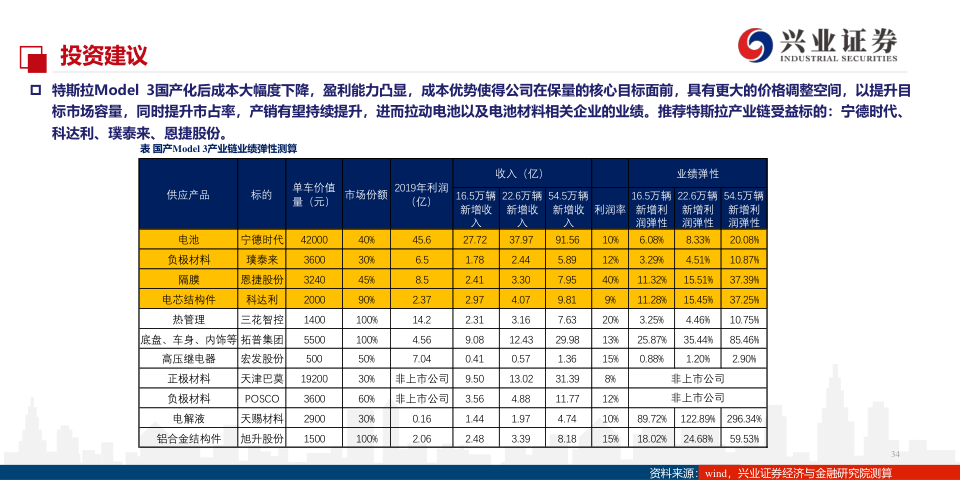 投资建议
兴业证券
INDUSTRIAL SECURITIES
特斯拉Model 3国产化后成本大幅度下降，盈利能力凸显，成本优势使得公司在保量的核心目标面前，具有更大的价格调整空间，以提升目
标市场容量，同时提升市占率，产销有望持续提升，进而拉动电池以及电池材料相关企业的业绩。推荐特斯拉产业链受益标的：宁德时代、
科达利、璞泰来、恩捷股份。
表 国产Model 3产业链业绩弹性测算
供应产品 标的 单车价值量（元） 市场份额 2019年利润（亿） 收入（亿） 业绩弹性
16.5万辆新增收入 22.6万辆新增收入 54.5万辆新增收入 利润率 16.5万辆新增利润弹性 22.6万辆新增利润弹性 54.5万辆新增利润弹性
电池 宁德时代 42000 40% 45.6 27.72 37.97 91.56 10% 6.08% 8.33% 20.08%
负极材料 璞泰来 3600 30% 6.5 1.78 2.44 5.89 12% 3.29% 4.51% 10.87%
隔膜 恩捷股份 3240 45% 8.5 2.41 3.30 7.95 40% 11.32% 15.51% 37.39%
电芯结构件 科达利 2000 90% 2.37 2.97 4.07 9.81 9% 11.28% 15.45% 37.25%
热管理 三花智控 1400 100% 14.2 2.31 3.16 7.63 20% 3.25% 4.46% 10.75%
底盘、车身、内饰等 拓普集团 5500 100% 4.56 9.08 12.43 29.98 13% 25.87% 35.44% 85.46%
高压继电器 宏发股份 500 50% 7.04 0.41 0.57 1.36 15% 0.88% 1.20% 2.90%
正极材料 天津巴莫 19200 30% 非上市公司 9.50 13.02 31.39 8% 非上市公司
负极材料 POSCO 3600 60% 非上市公司 3.56 4.88 11.77 12% 非上市公司
电解液 天赐材料 2900 30% 0.16 1.44 1.97 4.74 10% 89.72% 122.89% 296.34%
铝合金结构件 旭升股份 1500 100% 2.06 2.48 3.39 8.18 15% 18.02% 24.68% 59.53%
34
资料来源：wind，兴业证券经济与金融研究院测算